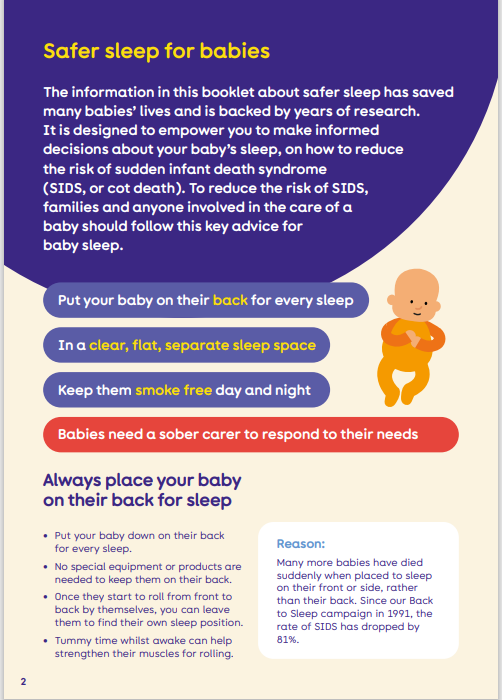 Safer sleep for babies
The information in this booklet about safer sleep has saved
many babies' lives and is backed by years of research.
It is designed to empower you to make informed
decisions about your baby's sleep, on how to reduce
the risk of sudden infant death syndrome
(SIDS, or cot death). To reduce the risk of SIDS,
families and anyone involved in the care of a
baby should follow this key advice for
baby sleep.
Put your baby on their back for every sleep
In a clear, flat, separate sleep space
Keep them smoke free day and night
Babies need a sober carer to respond to their needs
Always place your baby
on their back for sleep
• Put your baby down on their back
for every sleep.
• No special equipment or products are
needed to keep them on their back.
• Once they start to roll from front to
back by themselves, you can leave
them to find their own sleep position.
• Tummy time whilst awake can help
strengthen their muscles for rolling.
Reason:
Many more babies have died
suddenly when placed to sleep
on their front or side, rather
than their back. Since our Back
to Sleep campaign in 1991, the
rate of SIDS has dropped by
81%.
2